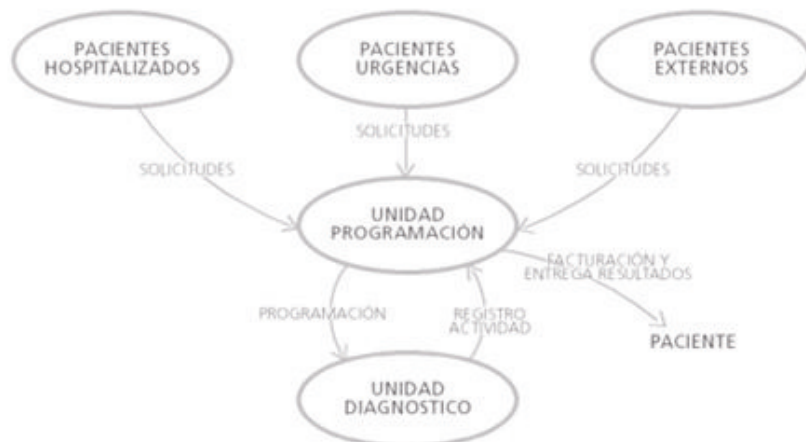 PACIENTES
HOSPITALIZADOS
PACIENTES
URGENCIAS
PACIENTES
EXTERNOS
SOLICITUDES
SOLICITUDES
SOLICITUDES
UNIDAD
PROGRAMACIÓN
FACTURACIÓN Y
ENTREGA RESULTADOS
PROGRAMACIÓN
REGISTRO
ACTIVIDAD
PACIENTE
UNIDAD
DIAGNOSTICO